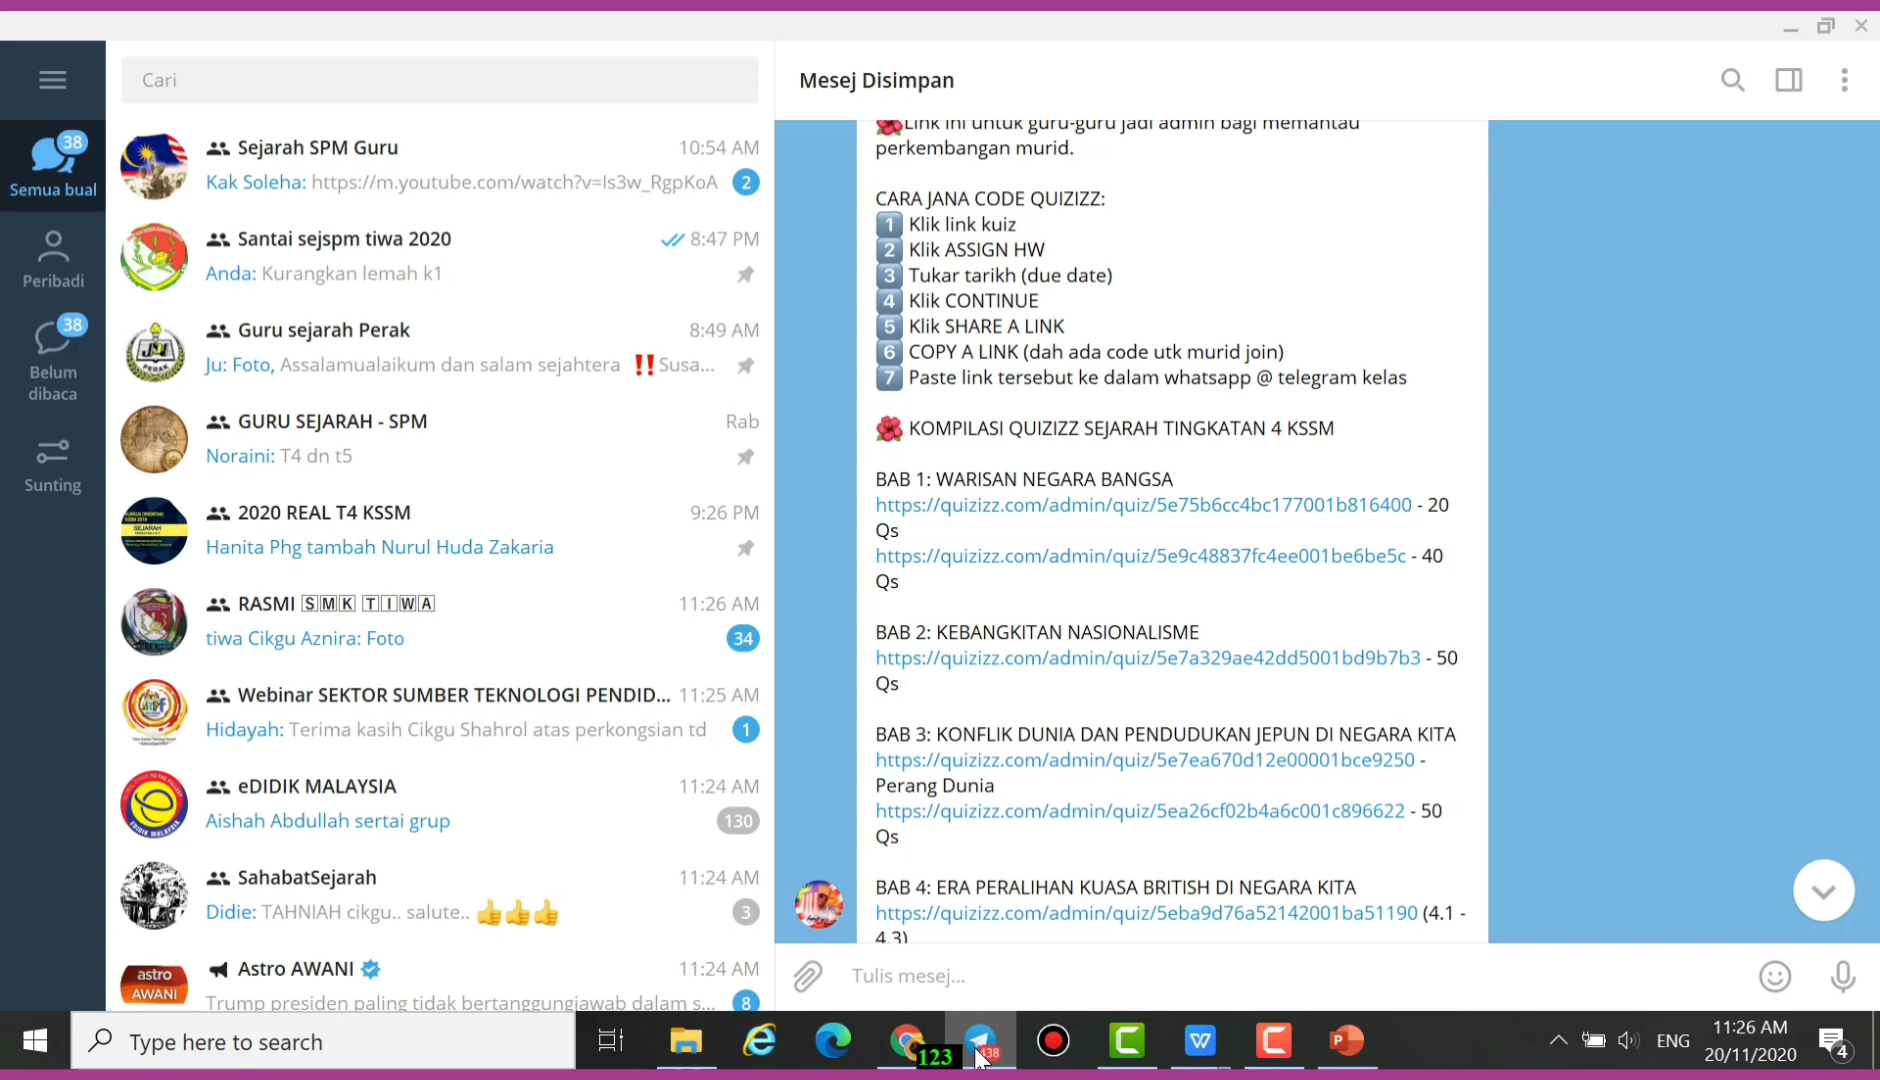 Cari
Mesej Disimpan
38
Semua bual
Peribadi
38
Belum
dibaca
Sunting
Sejarah SPM Guru 10:54 AM
Kak Soleha: https://m.youtube.com/watch?v=Is3w_RgpKoA 2
Santai sejspm tiwa 2020 8:47 PM
Anda: Kurangkan lemah k1
Guru sejarah Perak 8:49 AM
Ju: Foto, Assalamualaikum dan salam sejahtera ‼️Susa...
GURU SEJARAH - SPM Rab
Noraini: T4 dn t5
2020 REAL T4 KSSM 9:26 PM
Hanita Phg tambah Nurul Huda Zakaria
RASMI 🅂🄼🄺 🅃🄸🅆🄰 11:26 AM
tiwa Cikgu Aznira: Foto 34
Webinar SEKTOR SUMBER TEKNOLOGI PENDID... 11:25 AM
Hidayah: Terima kasih Cikgu Shahrol atas perkongsian td 1
eDIDIK MALAYSIA 11:24 AM
Aishah Abdullah sertai grup 130
SahabatSejarah 11:24 AM
Didie: TAHNIAH cikgu.. salute.. 👍👍👍 3
astro
AWANI
Astro AWANI 11:24 AM
Trump presiden paling tidak bertanggungjawab dalam s... 8
🌺Link ini untuk guru-guru jadi admin bagi memantau
perkembangan murid.
CARA JANA CODE QUIZIZZ:
1️⃣ Klik link kuiz
2️⃣ Klik ASSIGN HW
3️⃣ Tukar tarikh (due date)
4️⃣ Klik CONTINUE
5️⃣ Klik SHARE A LINK
6️⃣ COPY A LINK (dah ada code utk murid join)
7️⃣ Paste link tersebut ke dalam whatsapp @ telegram kelas
🌺 KOMPILASI QUIZIZZ SEJARAH TINGKATAN 4 KSSM
BAB 1: WARISAN NEGARA BANGSA
https://quizizz.com/admin/quiz/5e75b6cc4bc177001b816400 - 20
Qs
https://quizizz.com/admin/quiz/5e9c48837fc4ee001be6be5c - 40
Qs
BAB 2: KEBANGKITAN NASIONALISME
https://quizizz.com/admin/quiz/5e7a329ae42dd5001bd9b7b3 - 50
Qs
BAB 3: KONFLIK DUNIA DAN PENDUDUKAN JEPUN DI NEGARA KITA
https://quizizz.com/admin/quiz/5e7ea670d12e00001bce9250 -
Perang Dunia
https://quizizz.com/admin/quiz/5ea26cf02b4a6c001c896622 - 50
Qs
BAB 4: ERA PERALIHAN KUASA BRITISH DI NEGARA KITA
https://quizizz.com/admin/quiz/5eba9d76a52142001ba51190 (4.1 -
4.3)
Tulis mesej...
Type here to search
123
438
ENG
11:26 AM
20/11/2020
4